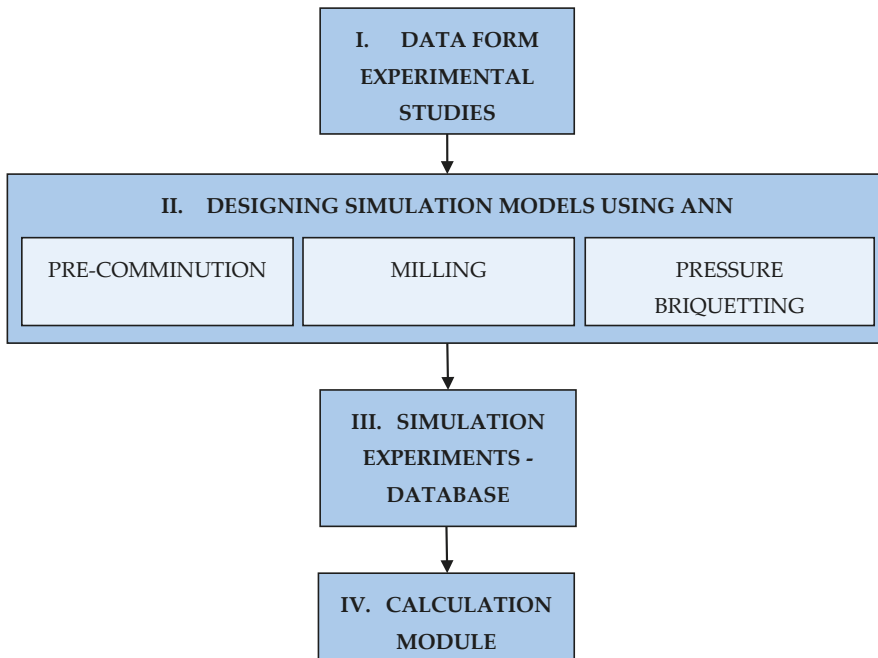 I. DATA FORM
EXPERIMENTAL
STUDIES
II. DESIGNING SIMULATION MODELS USING ANN
PRE-COMMINUTION
MILLING
PRESSURE
BRIQUETTING
III. SIMULATION
EXPERIMENTS -
DATABASE
IV. CALCULATION
MODULE